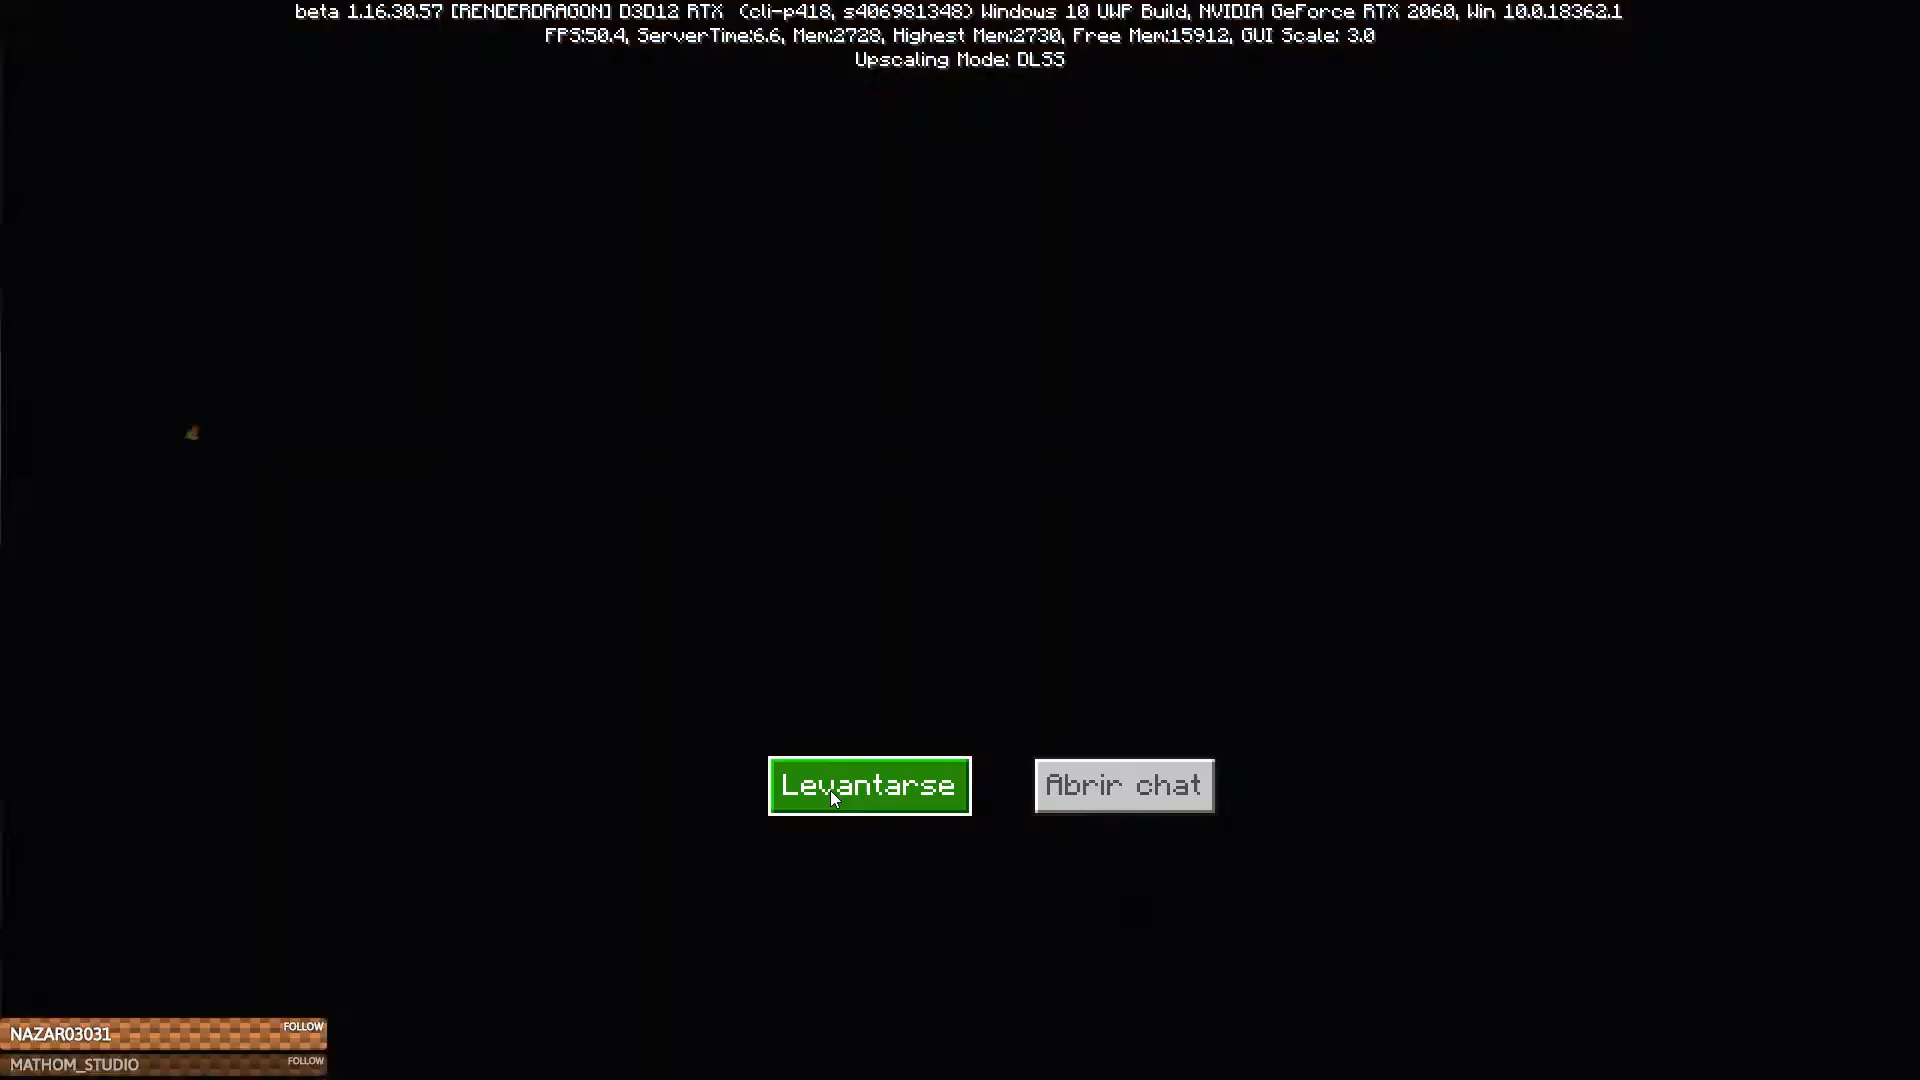 beta 1.16.30.57 [RENDERDRAGON] D3D12 RTX (cli-p418, s406981348) Windows 10 UWP Build, NVIDIA GeForce RTX 2060, Win 10.0.18362.1
FPS:50.4, ServerTime:6.6, Mem:2728, Highest Mem:2730, Free Mem:15912, GUI Scale: 3.0
Upscaling Mode: DLSS
Levantarse
Abrir chat
NAZAR03031 FOLLOW
MATHOM_STUDIO FOLLOW